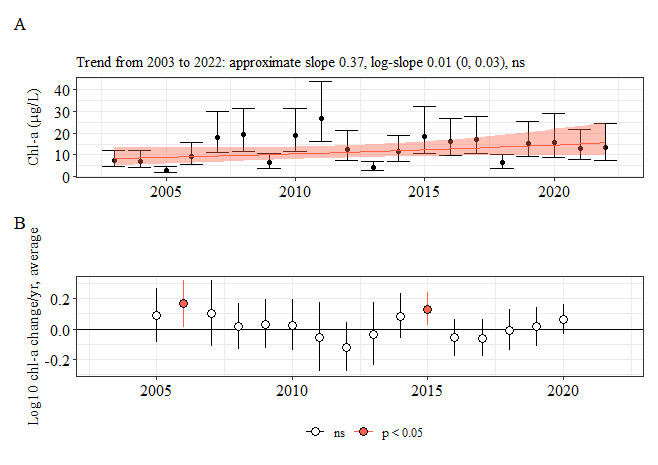 A
Trend from 2003 to 2022: approximate slope 0.37, log-slope 0.01 (0, 0.03), ns
Chl-a (μg/L)
40
30
20
10
0
2005
2010
2015
2020
B
Log10 chl-a change/yr, average
0.2
0.0
-0.2
2005
2010
2015
2020
ns
p < 0.05